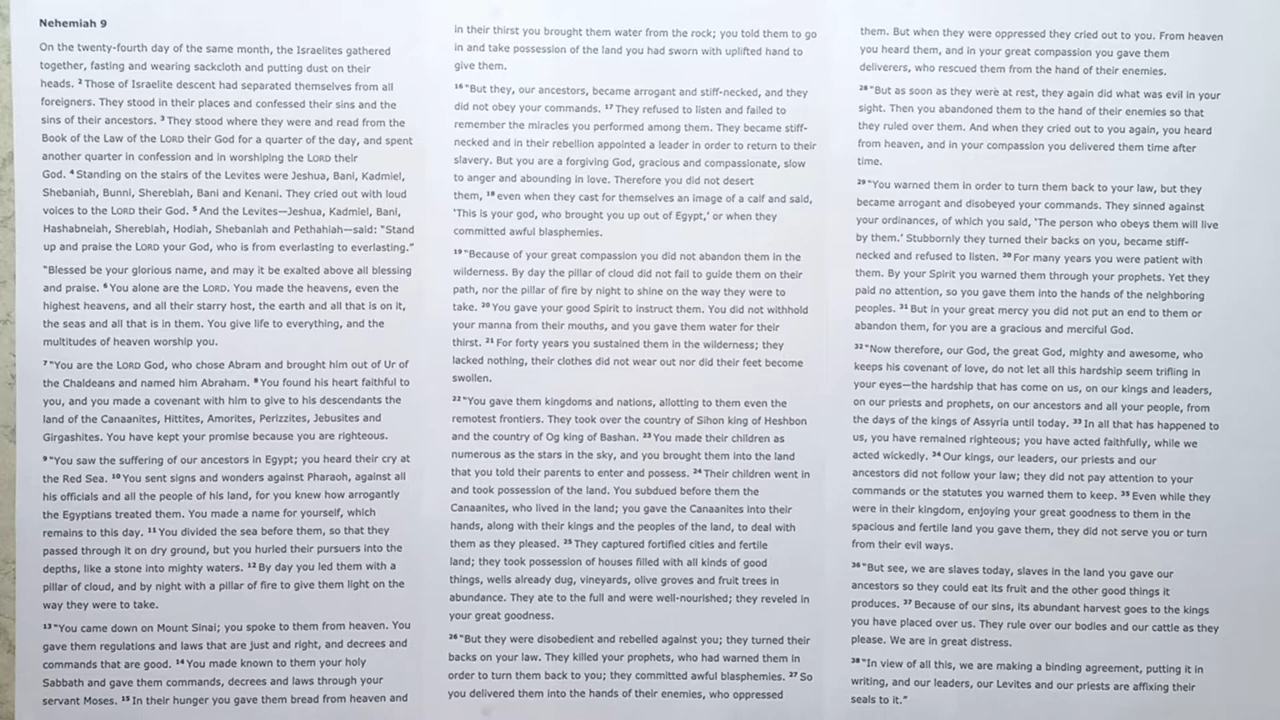 Nehemiah 9
On the twenty-fourth day of the same month, the Israelites gathered
together, fasting and wearing sackcloth and putting dust on their
heads. ² Those of Israelite descent had separated themselves from all
foreigners. They stood in their places and confessed their sins and the
sins of their ancestors. ³ They stood where they were and read from the
Book of the Law of the LORD their God for a quarter of the day, and spent
another quarter in confession and in worshiping the LORD their
God. ⁴ Standing on the stairs of the Levites were Jeshua, Bani, Kadmiel,
Shebaniah, Bunni, Sherebiah, Bani and Kenani. They cried out with loud
voices to the LORD their God. ⁵ And the Levites—Jeshua, Kadmiel, Bani,
Hashabneiah, Sherebiah, Hodiah, Shebaniah and Pethahiah—said: "Stand
up and praise the LORD your God, who is from everlasting to everlasting."
"Blessed be your glorious name, and may it be exalted above all blessing
and praise. ⁶ You alone are the LORD. You made the heavens, even the
highest heavens, and all their starry host, the earth and all that is on it,
the seas and all that is in them. You give life to everything, and the
multitudes of heaven worship you.
⁷ "You are the LORD God, who chose Abram and brought him out of Ur of
the Chaldeans and named him Abraham. ⁸ You found his heart faithful to
you, and you made a covenant with him to give to his descendants the
land of the Canaanites, Hittites, Amorites, Perizzites, Jebusites and
Girgashites. You have kept your promise because you are righteous.
⁹ "You saw the suffering of our ancestors in Egypt; you heard their cry at
the Red Sea. ¹⁰ You sent signs and wonders against Pharaoh, against all
his officials and all the people of his land, for you knew how arrogantly
the Egyptians treated them. You made a name for yourself, which
remains to this day. ¹¹ You divided the sea before them, so that they
passed through it on dry ground, but you hurled their pursuers into the
depths, like a stone into mighty waters. ¹² By day you led them with a
pillar of cloud, and by night with a pillar of fire to give them light on the
way they were to take.
¹³ "You came down on Mount Sinai; you spoke to them from heaven. You
gave them regulations and laws that are just and right, and decrees and
commands that are good. ¹⁴ You made known to them your holy
Sabbath and gave them commands, decrees and laws through your
servant Moses. ¹⁵ In their hunger you gave them bread from heaven and
in their thirst you brought them water from the rock; you told them to go
in and take possession of the land you had sworn with uplifted hand to
give them.
¹⁶ "But they, our ancestors, became arrogant and stiff-necked, and they
did not obey your commands. ¹⁷ They refused to listen and failed to
remember the miracles you performed among them. They became stiff-
necked and in their rebellion appointed a leader in order to return to their
slavery. But you are a forgiving God, gracious and compassionate, slow
to anger and abounding in love. Therefore you did not desert
them, ¹⁸ even when they cast for themselves an image of a calf and said,
'This is your god, who brought you up out of Egypt,' or when they
committed awful blasphemies.
¹⁹ "Because of your great compassion you did not abandon them in the
wilderness. By day the pillar of cloud did not fail to guide them on their
path, nor the pillar of fire by night to shine on the way they were to
take. ²⁰ You gave your good Spirit to instruct them. You did not withhold
your manna from their mouths, and you gave them water for their
thirst. ²¹ For forty years you sustained them in the wilderness; they
lacked nothing, their clothes did not wear out nor did their feet become
swollen.
²² "You gave them kingdoms and nations, allotting to them even the
remotest frontiers. They took over the country of Sihon king of Heshbon
and the country of Og king of Bashan. ²³ You made their children as
numerous as the stars in the sky, and you brought them into the land
that you told their parents to enter and possess. ²⁴ Their children went in
and took possession of the land. You subdued before them the
Canaanites, who lived in the land; you gave the Canaanites into their
hands, along with their kings and the peoples of the land, to deal with
them as they pleased. ²⁵ They captured fortified cities and fertile
land; they took possession of houses filled with all kinds of good
things, wells already dug, vineyards, olive groves and fruit trees in
abundance. They ate to the full and were well-nourished; they reveled in
your great goodness.
²⁶ "But they were disobedient and rebelled against you; they turned their
backs on your law. They killed your prophets, who had warned them in
order to turn them back to you; they committed awful blasphemies. ²⁷ So
you delivered them into the hands of their enemies, who oppressed
them. But when they were oppressed they cried out to you. From heaven
you heard them, and in your great compassion you gave them
deliverers, who rescued them from the hand of their enemies.
²⁸ "But as soon as they were at rest, they again did what was evil in your
sight. Then you abandoned them to the hand of their enemies so that
they ruled over them. And when they cried out to you again, you heard
from heaven, and in your compassion you delivered them time after
time.
²⁹ "You warned them in order to turn them back to your law, but they
became arrogant and disobeyed your commands. They sinned against
your ordinances, of which you said, 'The person who obeys them will live
by them.' Stubbornly they turned their backs on you, became stiff-
necked and refused to listen. ³⁰ For many years you were patient with
them. By your Spirit you warned them through your prophets. Yet they
paid no attention, so you gave them into the hands of the neighboring
peoples. ³¹ But in your great mercy you did not put an end to them or
abandon them, for you are a gracious and merciful God.
³² "Now therefore, our God, the great God, mighty and awesome, who
keeps his covenant of love, do not let all this hardship seem trifling in
your eyes—the hardship that has come on us, on our kings and leaders,
on our priests and prophets, on our ancestors and all your people, from
the days of the kings of Assyria until today. ³³ In all that has happened to
us, you have remained righteous; you have acted faithfully, while we
acted wickedly. ³⁴ Our kings, our leaders, our priests and our
ancestors did not follow your law; they did not pay attention to your
commands or the statutes you warned them to keep. ³⁵ Even while they
were in their kingdom, enjoying your great goodness to them in the
spacious and fertile land you gave them, they did not serve you or turn
from their evil ways.
³⁶ "But see, we are slaves today, slaves in the land you gave our
ancestors so they could eat its fruit and the other good things it
produces. ³⁷ Because of our sins, its abundant harvest goes to the kings
you have placed over us. They rule over our bodies and our cattle as they
please. We are in great distress.
³⁸ "In view of all this, we are making a binding agreement, putting it in
writing, and our leaders, our Levites and our priests are affixing their
seals to it."